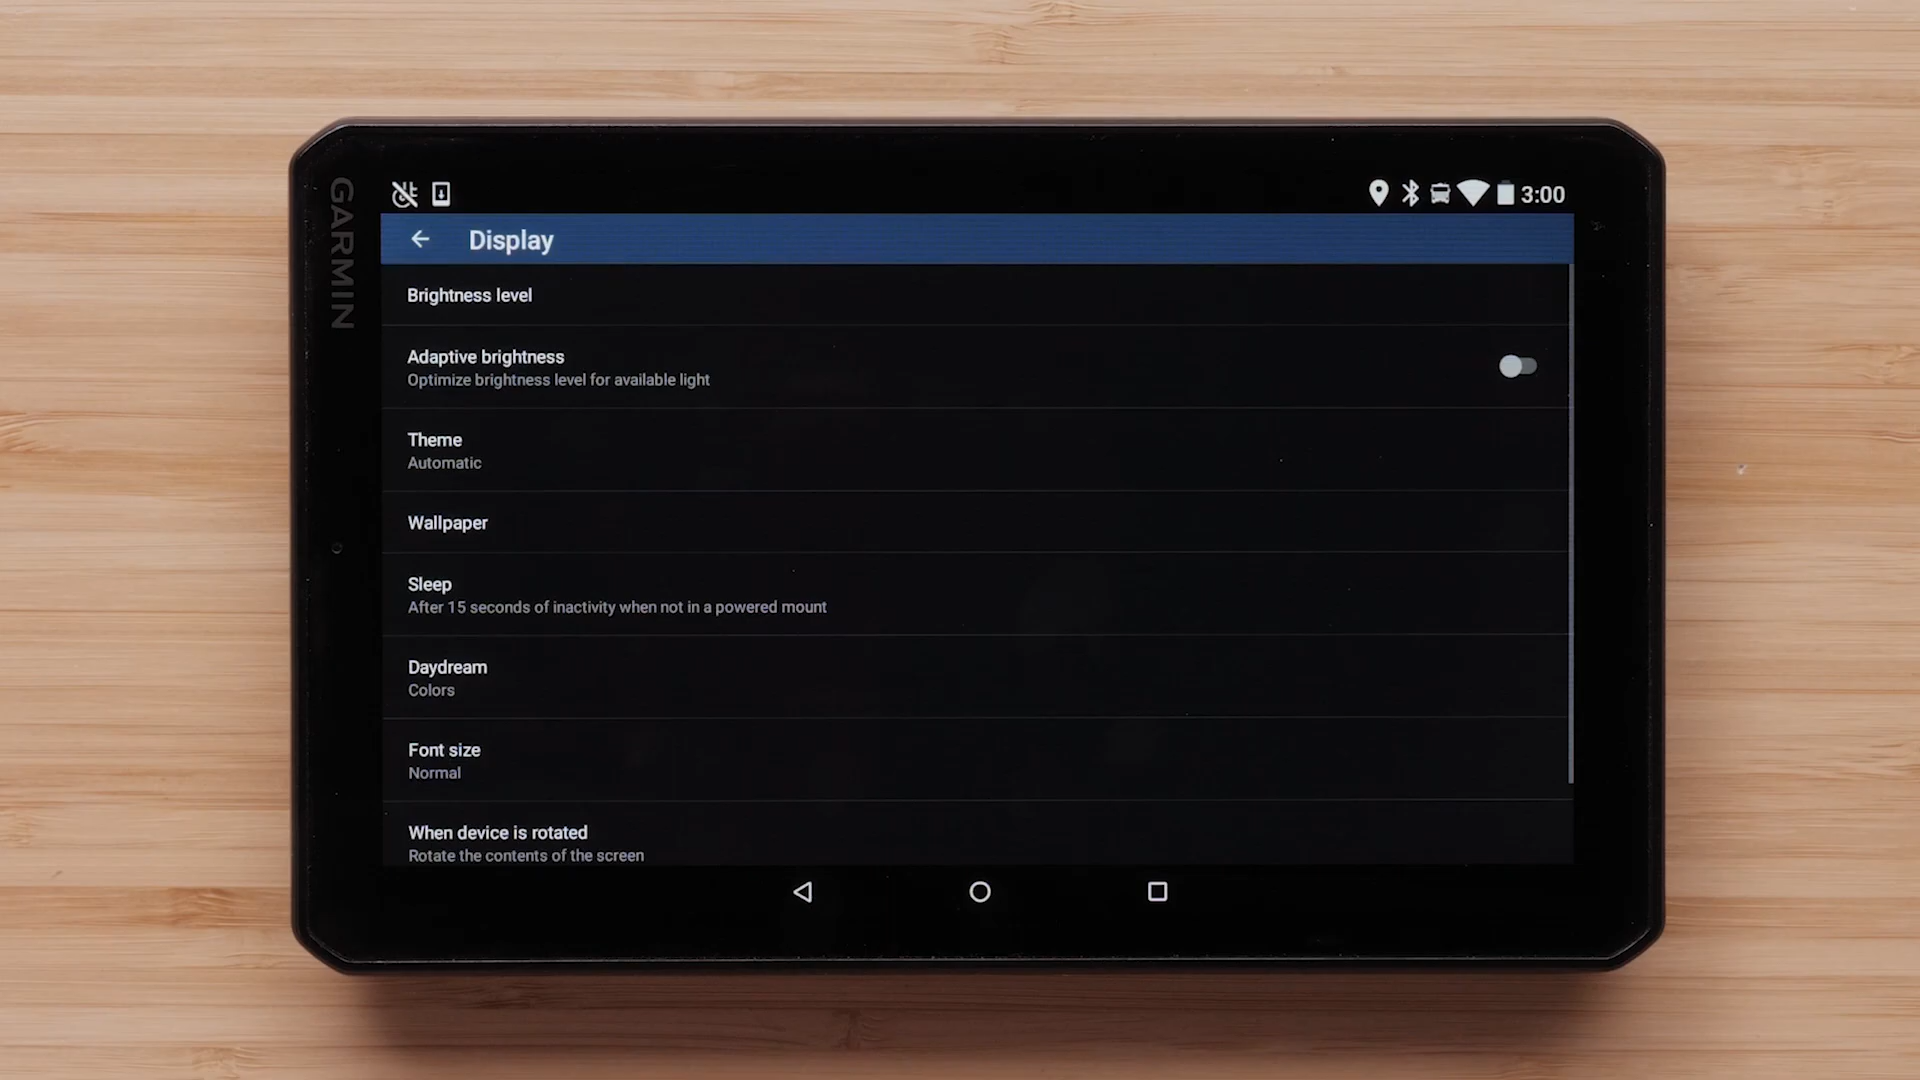 GARMIN
3:00
Display
Brightness level
Adaptive brightness
Optimize brightness level for available light
Theme
Automatic
Wallpaper
Sleep
After 15 seconds of inactivity when not in a powered mount
Daydream
Colors
Font size
Normal
When device is rotated
Rotate the contents of the screen